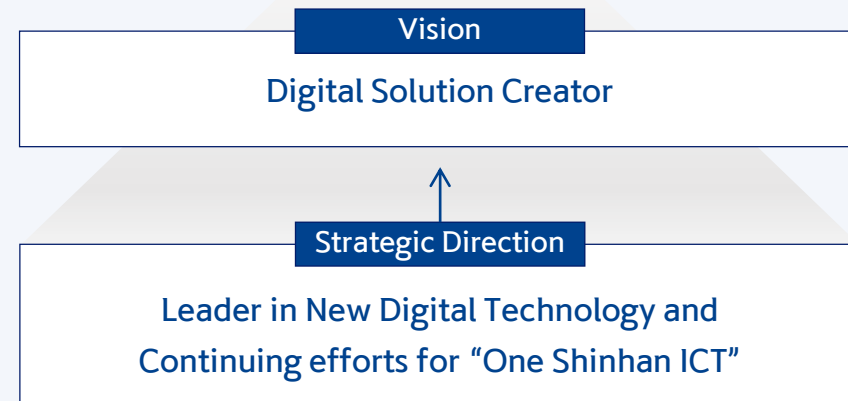 Vision
Digital Solution Creator
Strategic Direction
Leader in New Digital Technology and
Continuing efforts for “One Shinhan ICT”